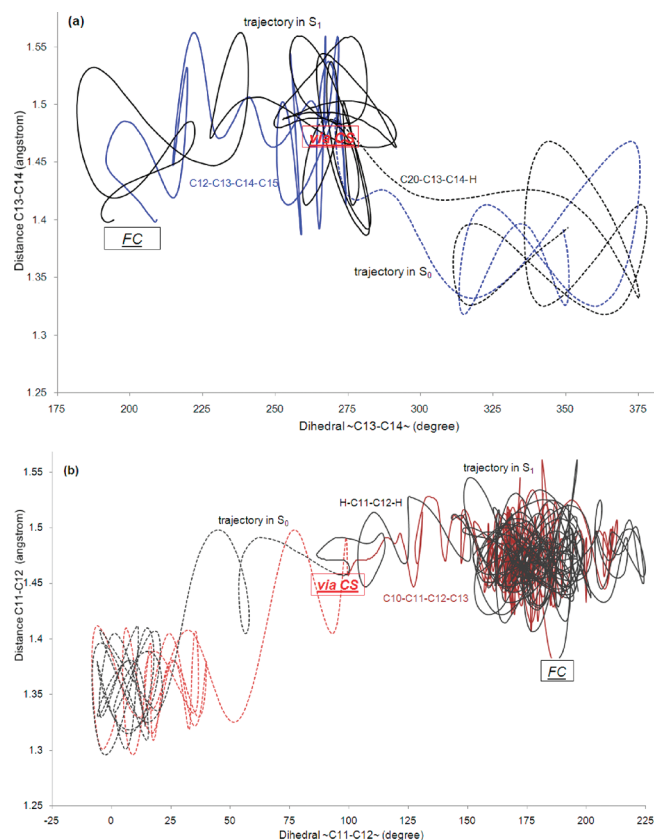 (a)
trajectory in S1
1.55
1.5
1.45
1.4
1.35
1.3
1.25
Distance C13-C14 (angstrom)
via CS
C12-C13-C14-C15
C20-C13-C14-H
FC
trajectory in S0
175 200 225 250 275 300 325 350 375
Dihedral ~C13-C14~ (degree)
(b)
trajectory in S1
1.55
1.5
1.45
1.4
1.35
1.3
1.25
Distance C11-C12 (angstrom)
H-C11-C12-H
trajectory in S0
via CS
C10-C11-C12-C13
FC
-25 0 25 50 75 100 125 150 175 200 225
Dihedral ~C11-C12~ (degree)